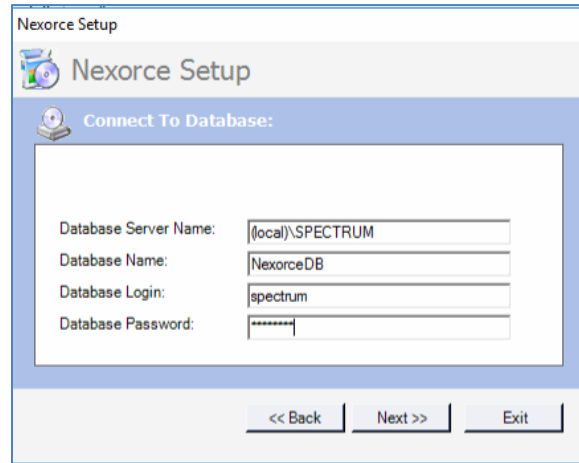 Nexorce Setup
Nexorce Setup
Connect To Database:
Database Server Name: (local)\SPECTRUM
Database Name: NexorceDB
Database Login: spectrum
Database Password: ********
<< Back Next >> Exit